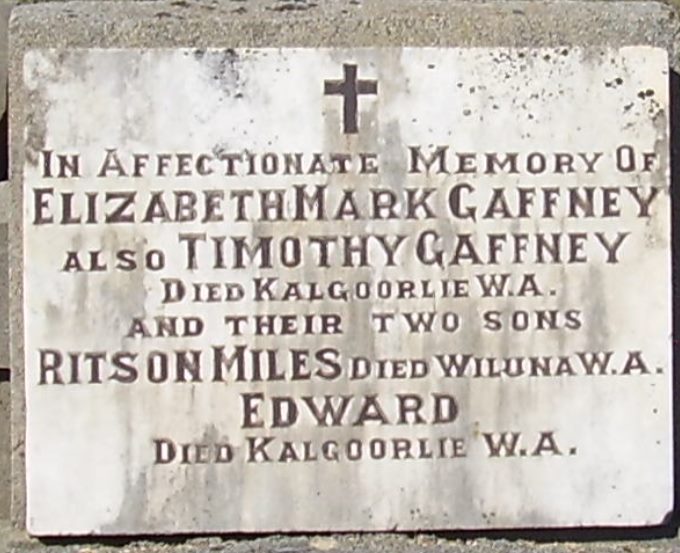 IN AFFECTIONATE MEMORY OF
ELIZABETH MARK GAFFNEY
ALSO TIMOTHY GAFFNEY
DIED KALGOORLIE W.A.
AND THEIR TWO SONS
RITSON MILES DIED WILUNA W.A.
EDWARD
DIED KALGOORLIE W.A.